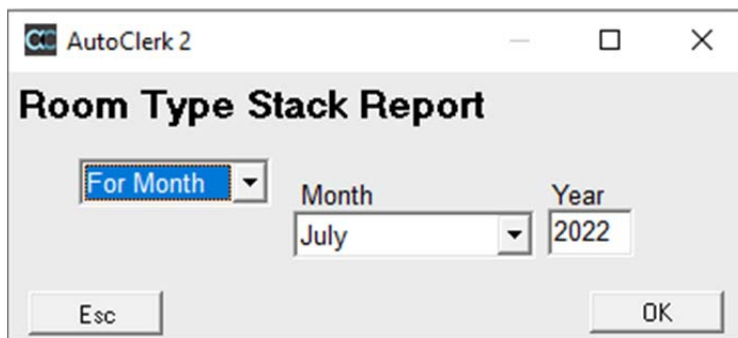 AutoClerk 2
Room Type Stack Report
For Month
Month
Year
July
2022
Esc
OK